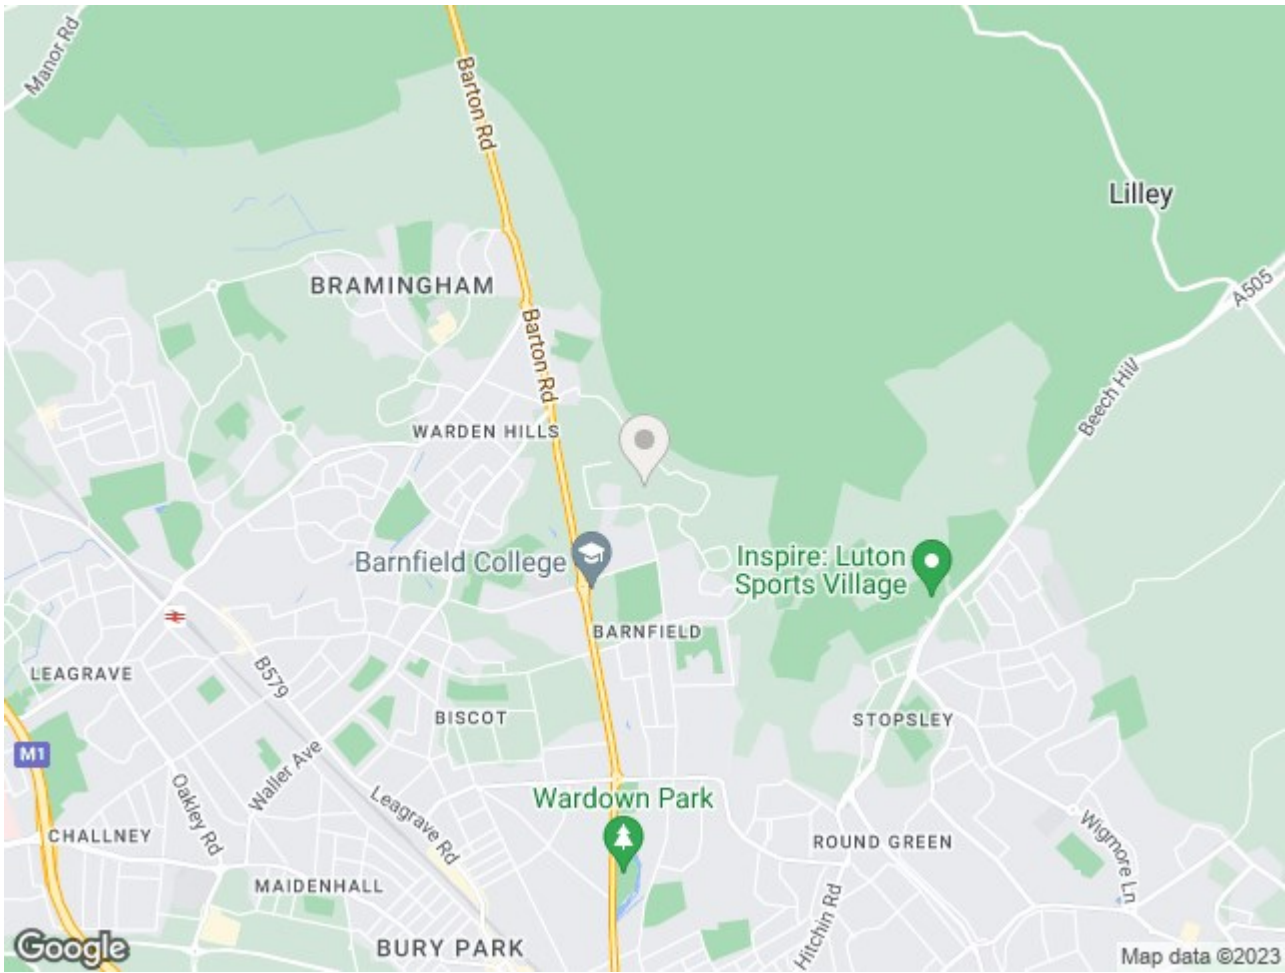 Manor Rd
Barton Rd
Lilley
BRAMINGHAM
A505
Barton Rd
Beech Hill
WARDEN HILLS
Barnfield College
Inspire: Luton
Sports Village
BARNFIELD
LEAGRAVE
B579
BISCOT
STOPSLEY
M1
Waller Ave
Oakley Rd
Leagrave Rd
Wardown Park
CHALLNEY
ROUND GREEN
Wigmore Ln
MAIDENHALL
Hitchin Rd
BURY PARK
Google
Map data ©2023